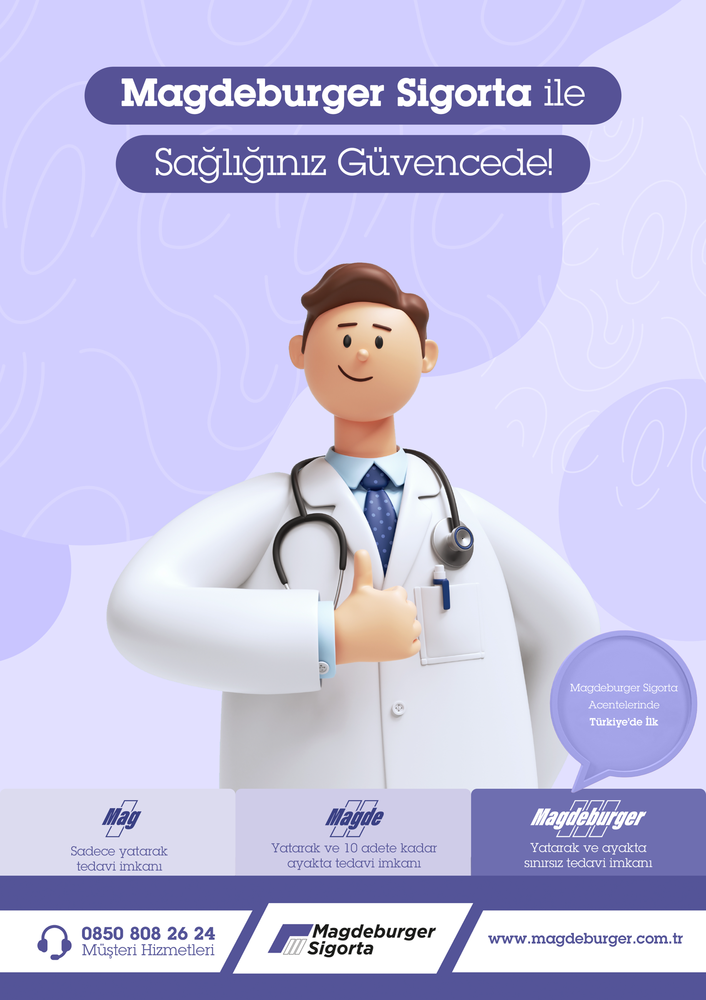 Magdeburger Sigorta ile
Sağlığınız Güvencede!
Magdeburger Sigorta
Acentelerinde
Türkiye'de İlk
Mag
Sadece yatarak
tedavi imkanı
Magde
Yatarak ve 10 adete kadar
ayakta tedavi imkanı
Magdeburger
Yatarak ve ayakta
sınırsız tedavi imkanı
0850 808 26 24
Müşteri Hizmetleri
Magdeburger
Sigorta
www.magdeburger.com.tr